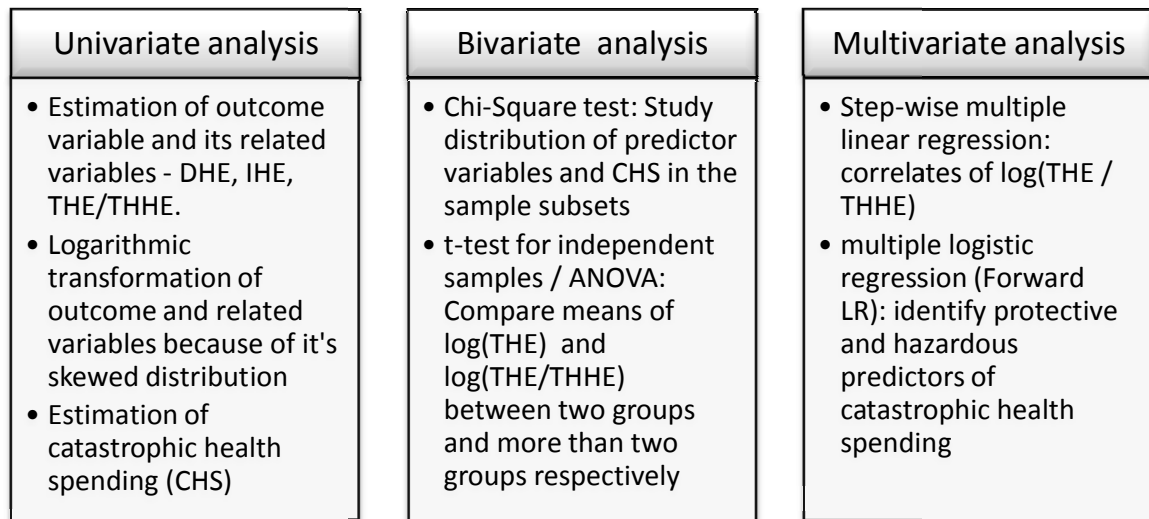 Univariate analysis
• Estimation of outcome
variable and its related
variables - DHE, IHE,
THE/THHE.
• Logarithmic
transformation of
outcome and related
variables because of it's
skewed distribution
• Estimation of
catastrophic health
spending (CHS)
Bivariate analysis
• Chi-Square test: Study
distribution of predictor
variables and CHS in the
sample subsets
• t-test for independent
samples / ANOVA:
Compare means of
log(THE) and
log(THE/THHE)
between two groups
and more than two
groups respectively
Multivariate analysis
• Step-wise multiple
linear regression:
correlates of log(THE /
THHE)
• multiple logistic
regression (Forward
LR): identify protective
and hazardous
predictors of
catastrophic health
spending